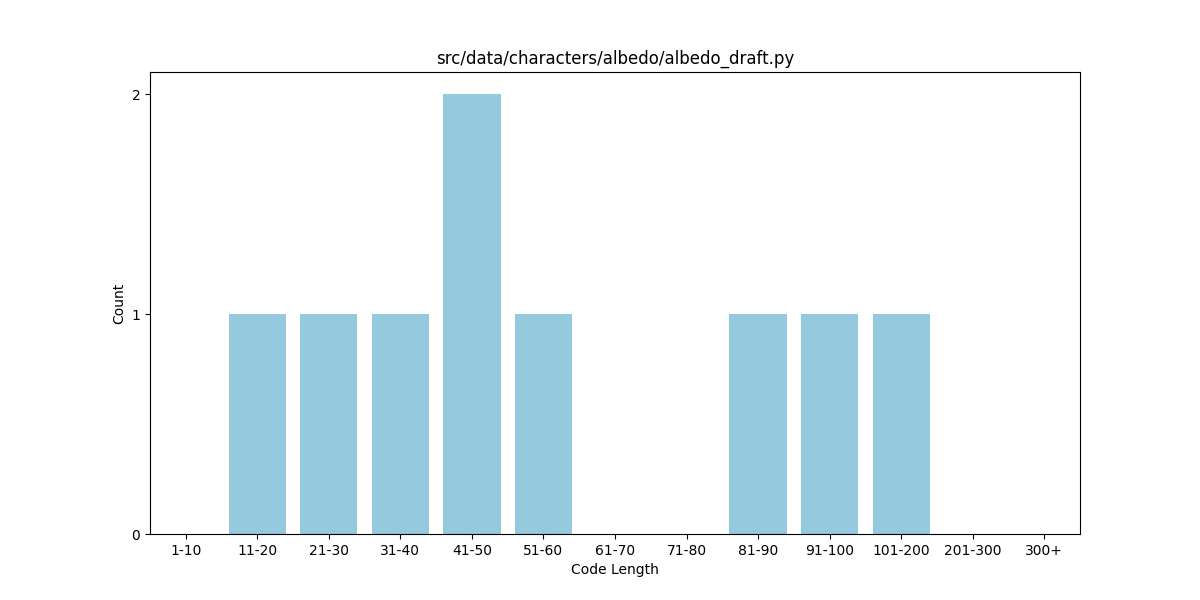 src/data/characters/albedo/albedo_draft.py
2
1
0
Count
1-10 11-20 21-30 31-40 41-50 51-60 61-70 71-80 81-90 91-100 101-200 201-300 300+
Code Length